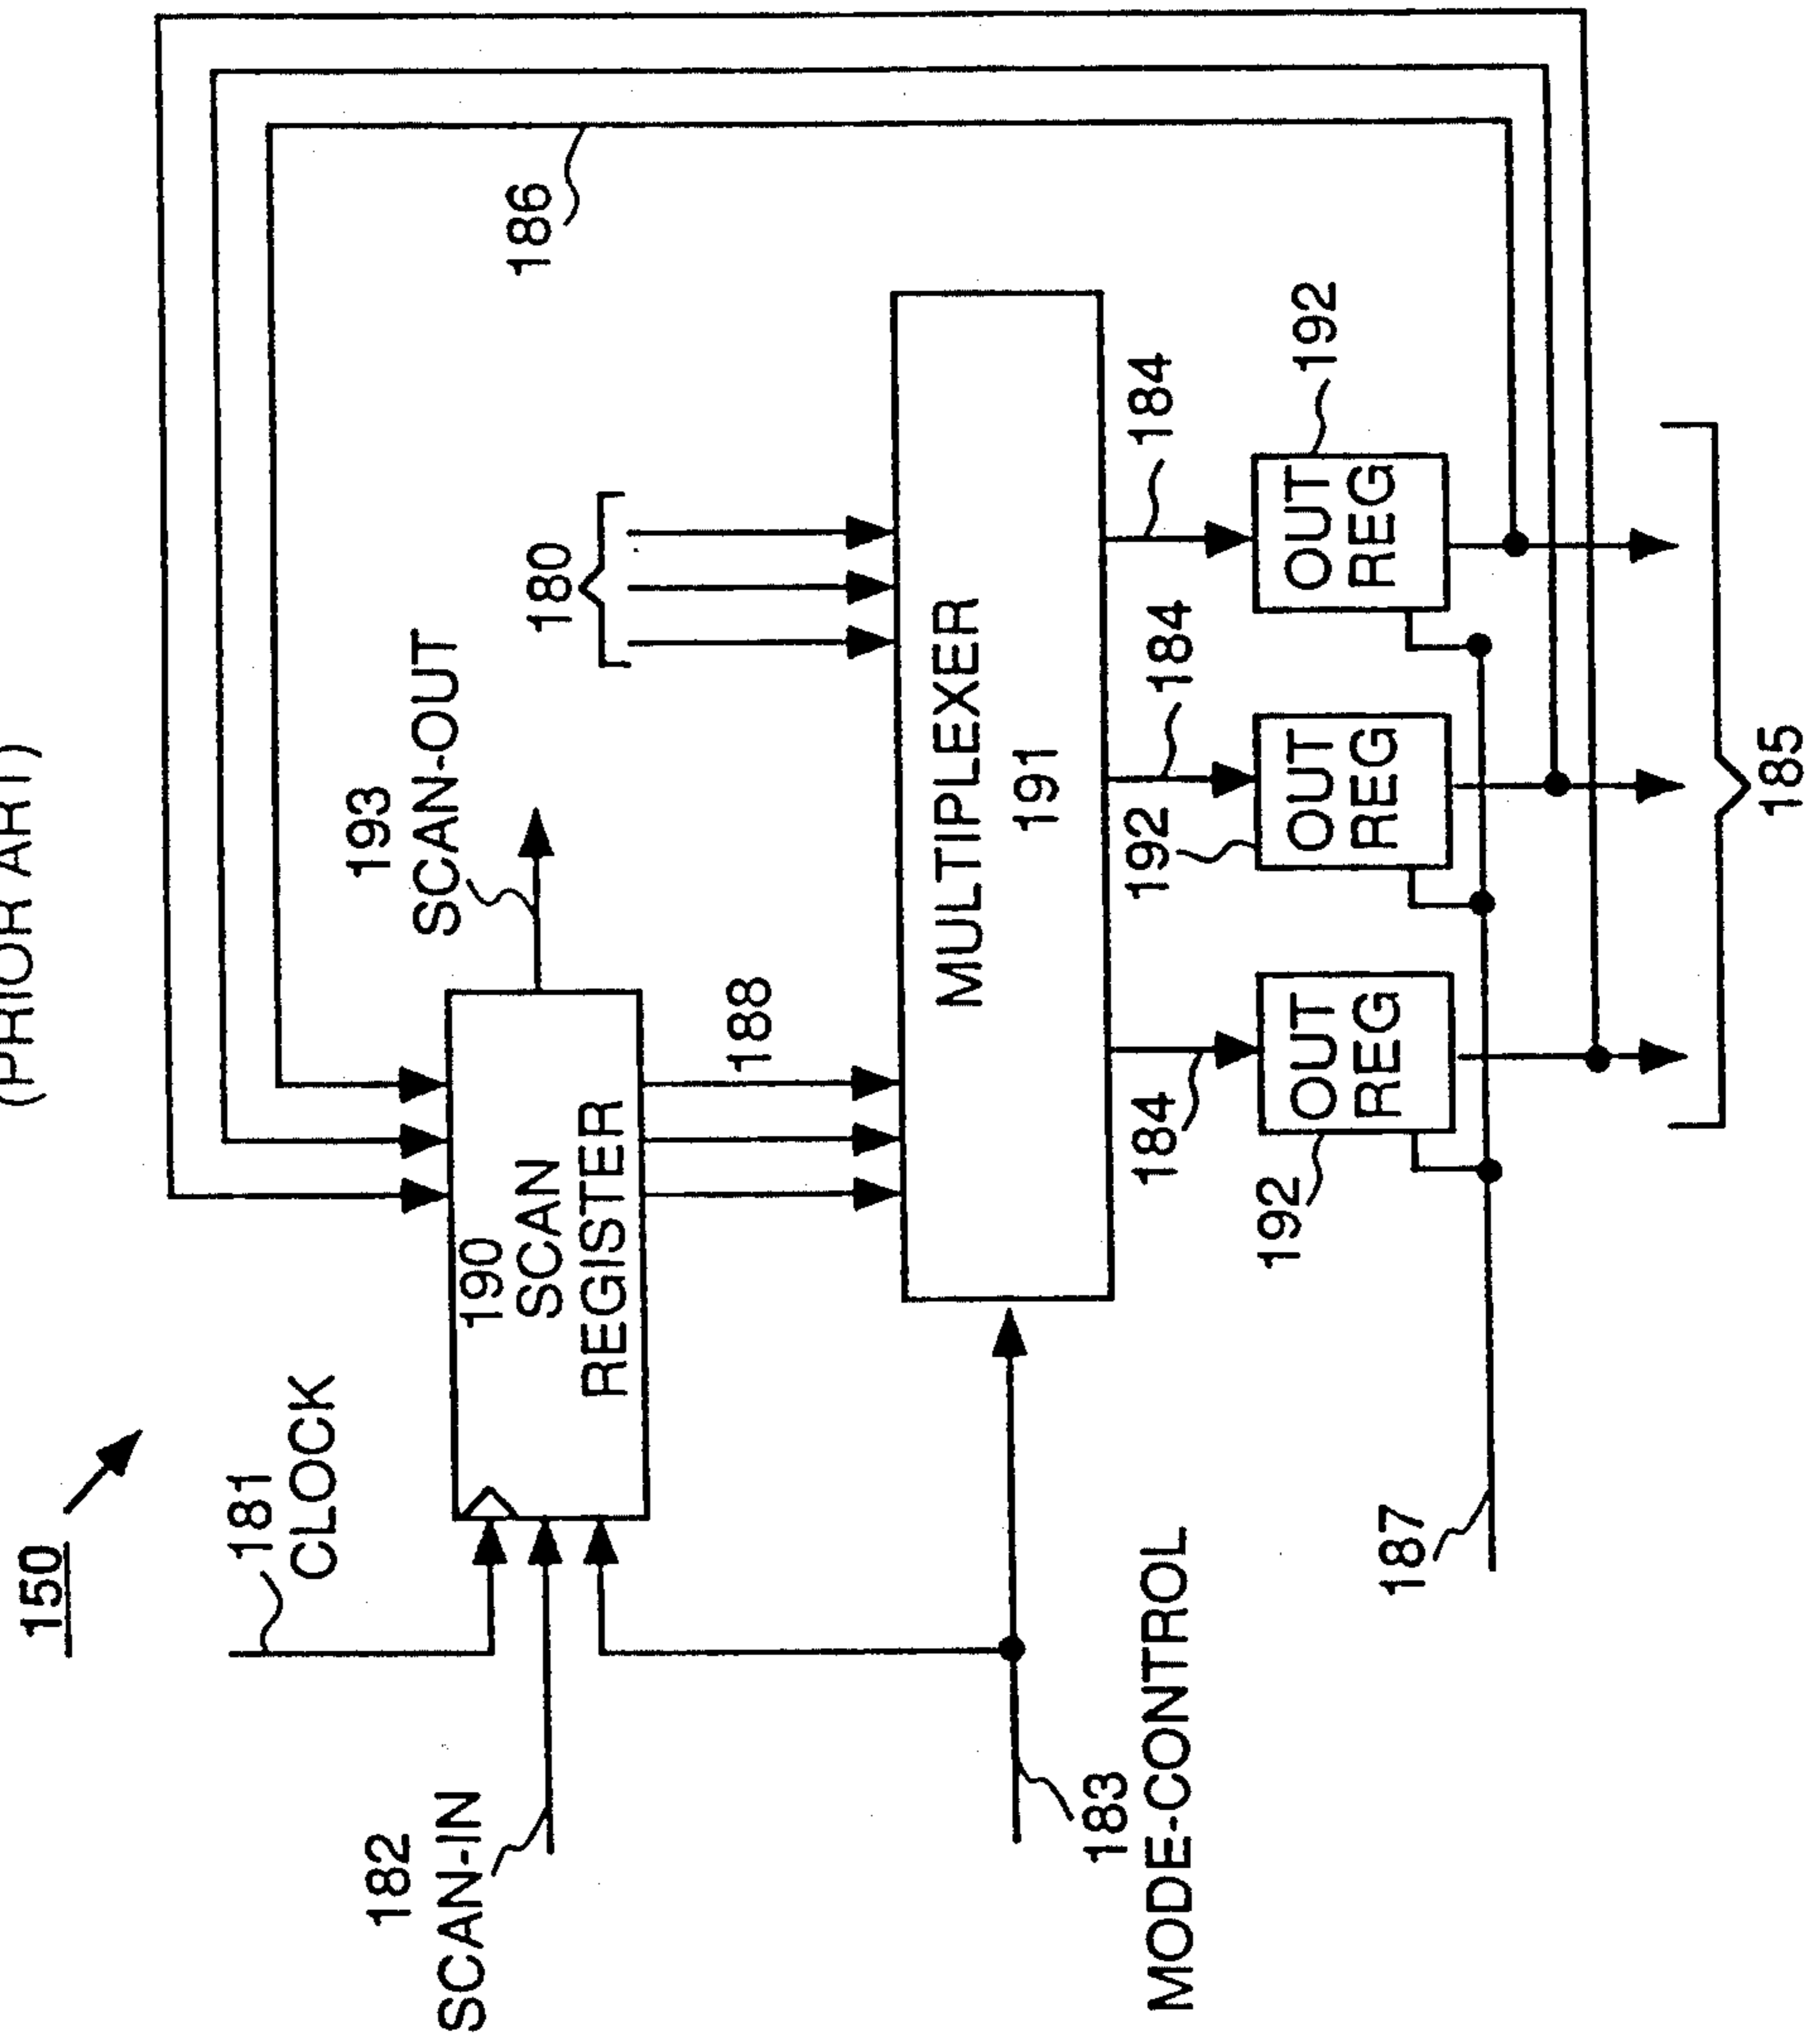 (PRIOR ART)
150
181
CLOCK
182
SCAN-IN
193
SCAN-OUT
190
SCAN
REGISTER
186
180
188
MULTIPLEXER
191
183
MODE-CONTROL
184
192
184
184
192
192
OUT
REG
OUT
REG
OUT
REG
187
185